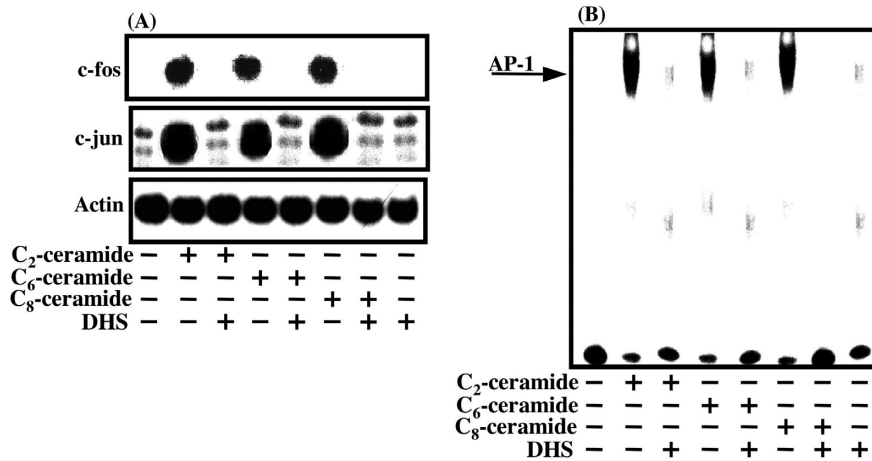 (A)
c-fos
c-jun
Actin
C2-ceramide − + + − − − − −
C6-ceramide − − − + + − − −
C8-ceramide − − − − − + + −
DHS − − + − + − + +
(B)
AP-1
C2-ceramide − + + − − − − −
C6-ceramide − − − + + − − −
C8-ceramide − − − − − + + −
DHS − − + − + − + +